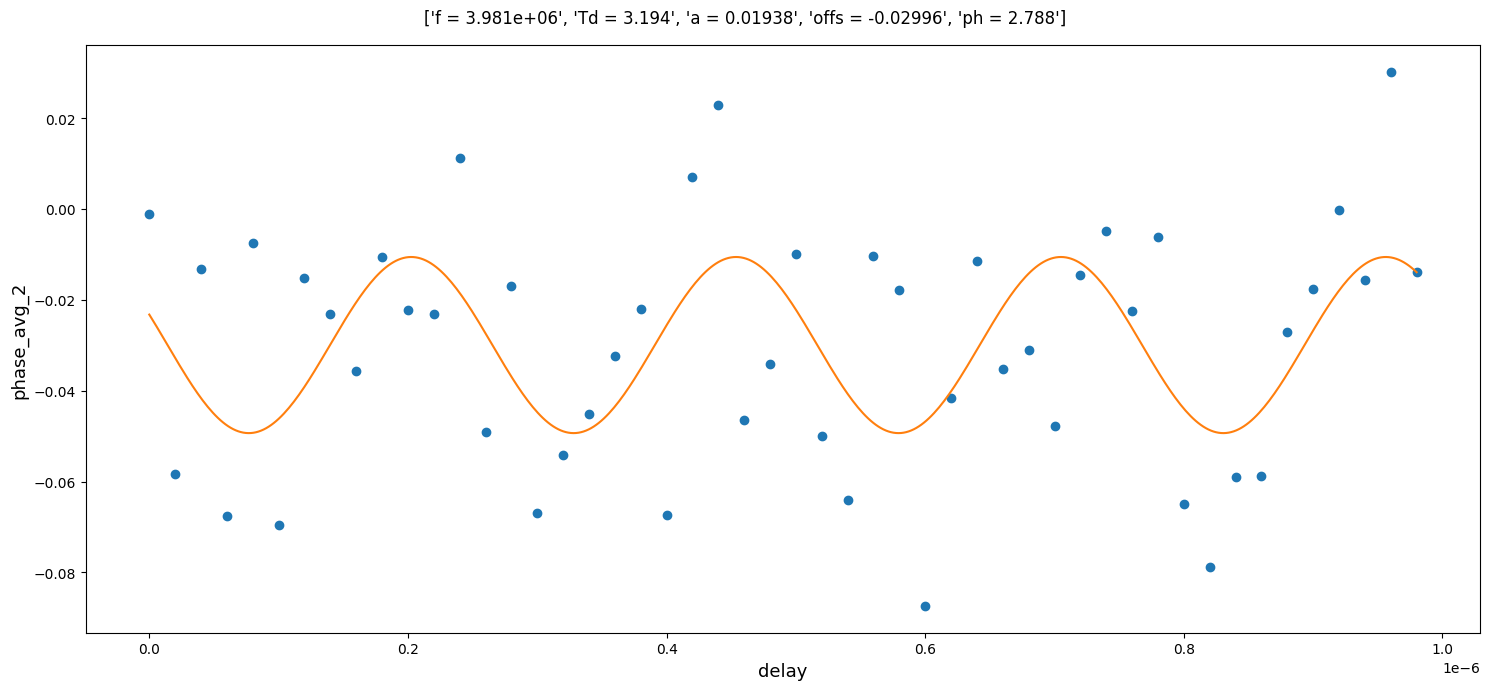 ['f = 3.981e+06', 'Td = 3.194', 'a = 0.01938', 'offs = -0.02996', 'ph = 2.788']
0.02
0.00
−0.02
−0.04
−0.06
−0.08
phase_avg_2
0.0 0.2 0.4 0.6 0.8 1.0
1e−6
delay